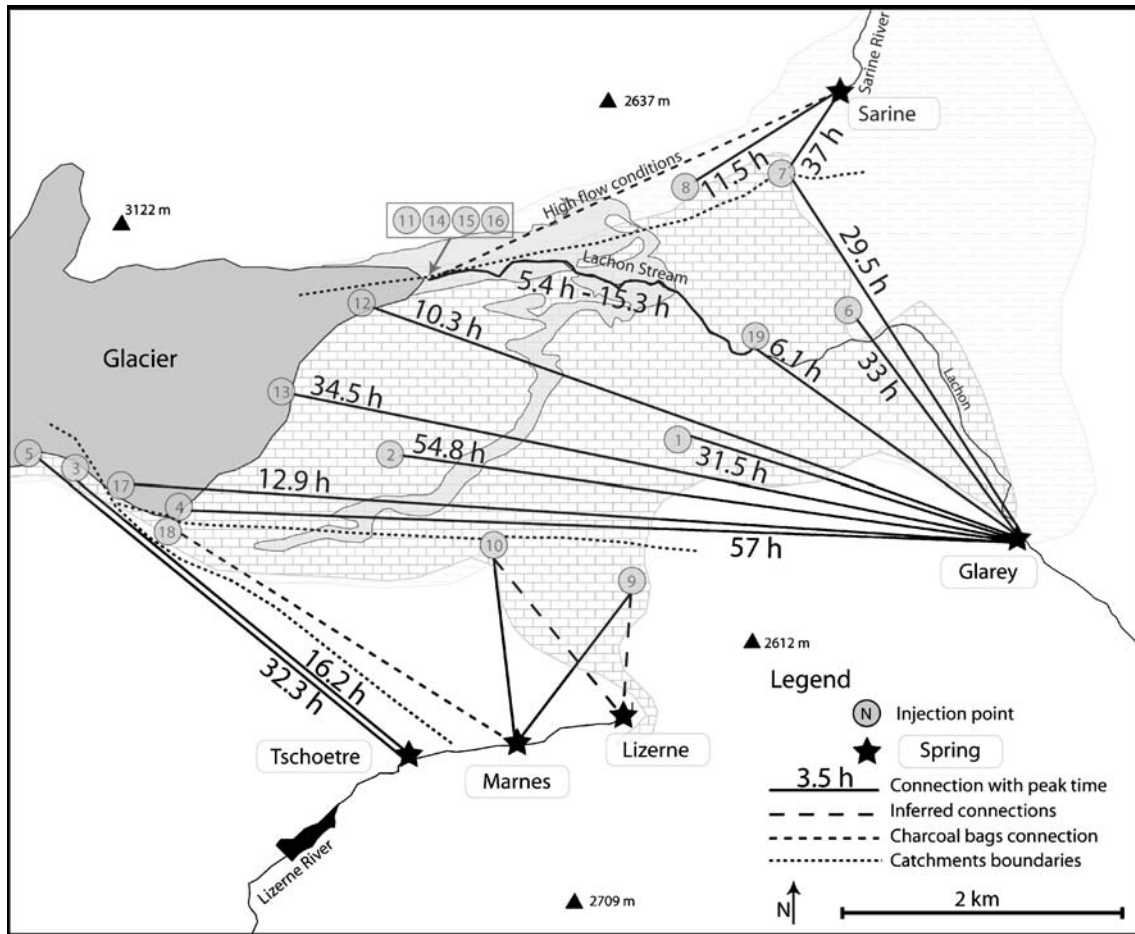 Sarine River
2637 m
Sarine
37 h
11.5 h
7
8
High flow conditions
3122 m
11 14 15 16
29.5 h
Lachon Stream
5.4 h - 15.3 h
12
10.3 h
6
19
6.1 h
33 h
Glacier
Lachon
13
34.5 h
1
31.5 h
2
54.8 h
5
3
17
12.9 h
4
18
57 h
10
Glarey
9
2612 m
16.2 h
32.3 h
Tschoetre
Marnes
Lizerne
Lizerne River
2709 m
Legend
N Injection point
Spring
3.5 h Connection with peak time
Inferred connections
Charcoal bags connection
Catchments boundaries
N
2 km